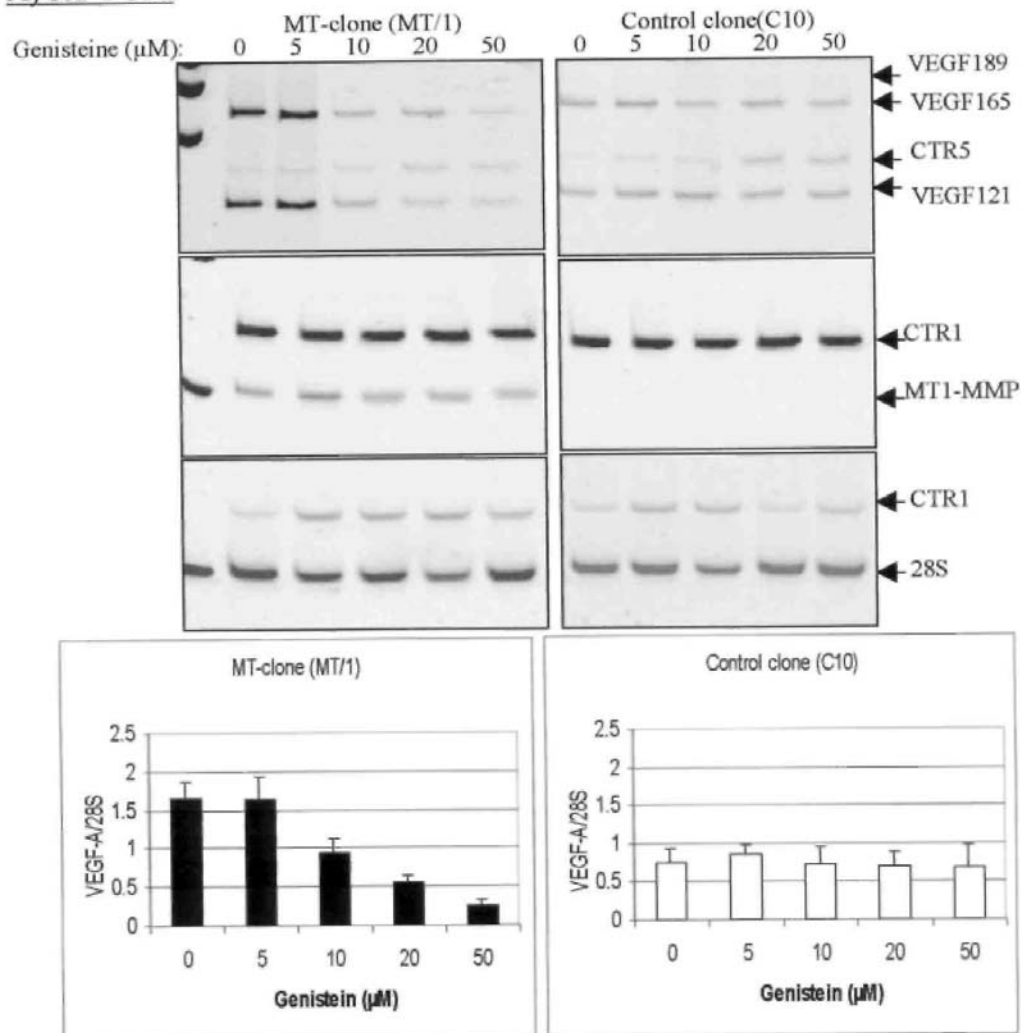 MT-clone (MT/1)
Control clone(C10)
Genisteine (µM):
0 5 10 20 50
0 5 10 20 50
VEGF189
VEGF165
CTR5
VEGF121
CTR1
MT1-MMP
CTR1
28S
MT-clone (MT/1)
VEGF-A/28S
2.5
2
1.5
1
0.5
0
0 5 10 20 50
Genistein (µM)
Control clone (C10)
VEGF-A/28S
2.5
2
1.5
1
0.5
0
0 5 10 20 50
Genistein (µM)